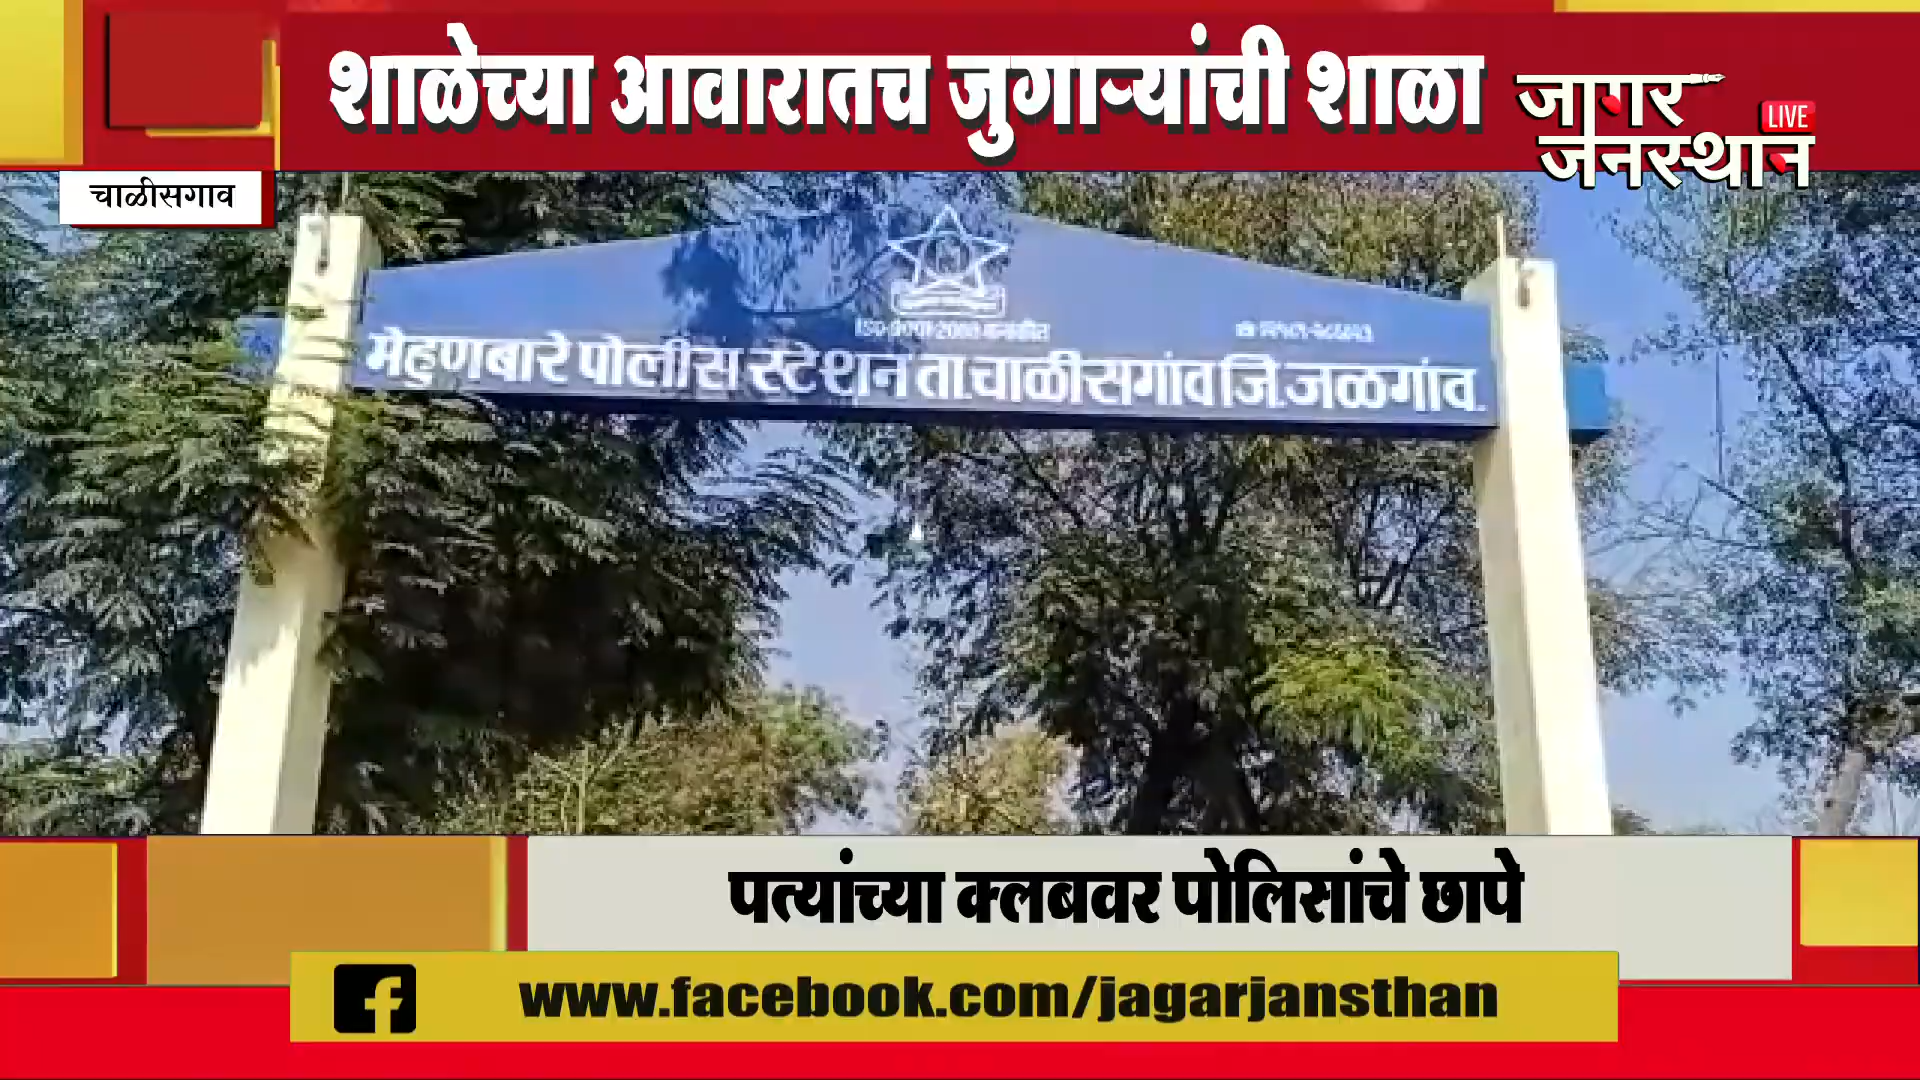 शाळेच्या आवारातच जुगाऱ्यांची शाळा
जागर
LIVE
जनस्थान
चाळीसगाव
मेहुणबारे पोलीस स्टेशन ता.चाळीसगांव जि.जळगांव.
पत्यांच्या क्लबवर पोलिसांचे छापे
www.facebook.com/jagarjansthan